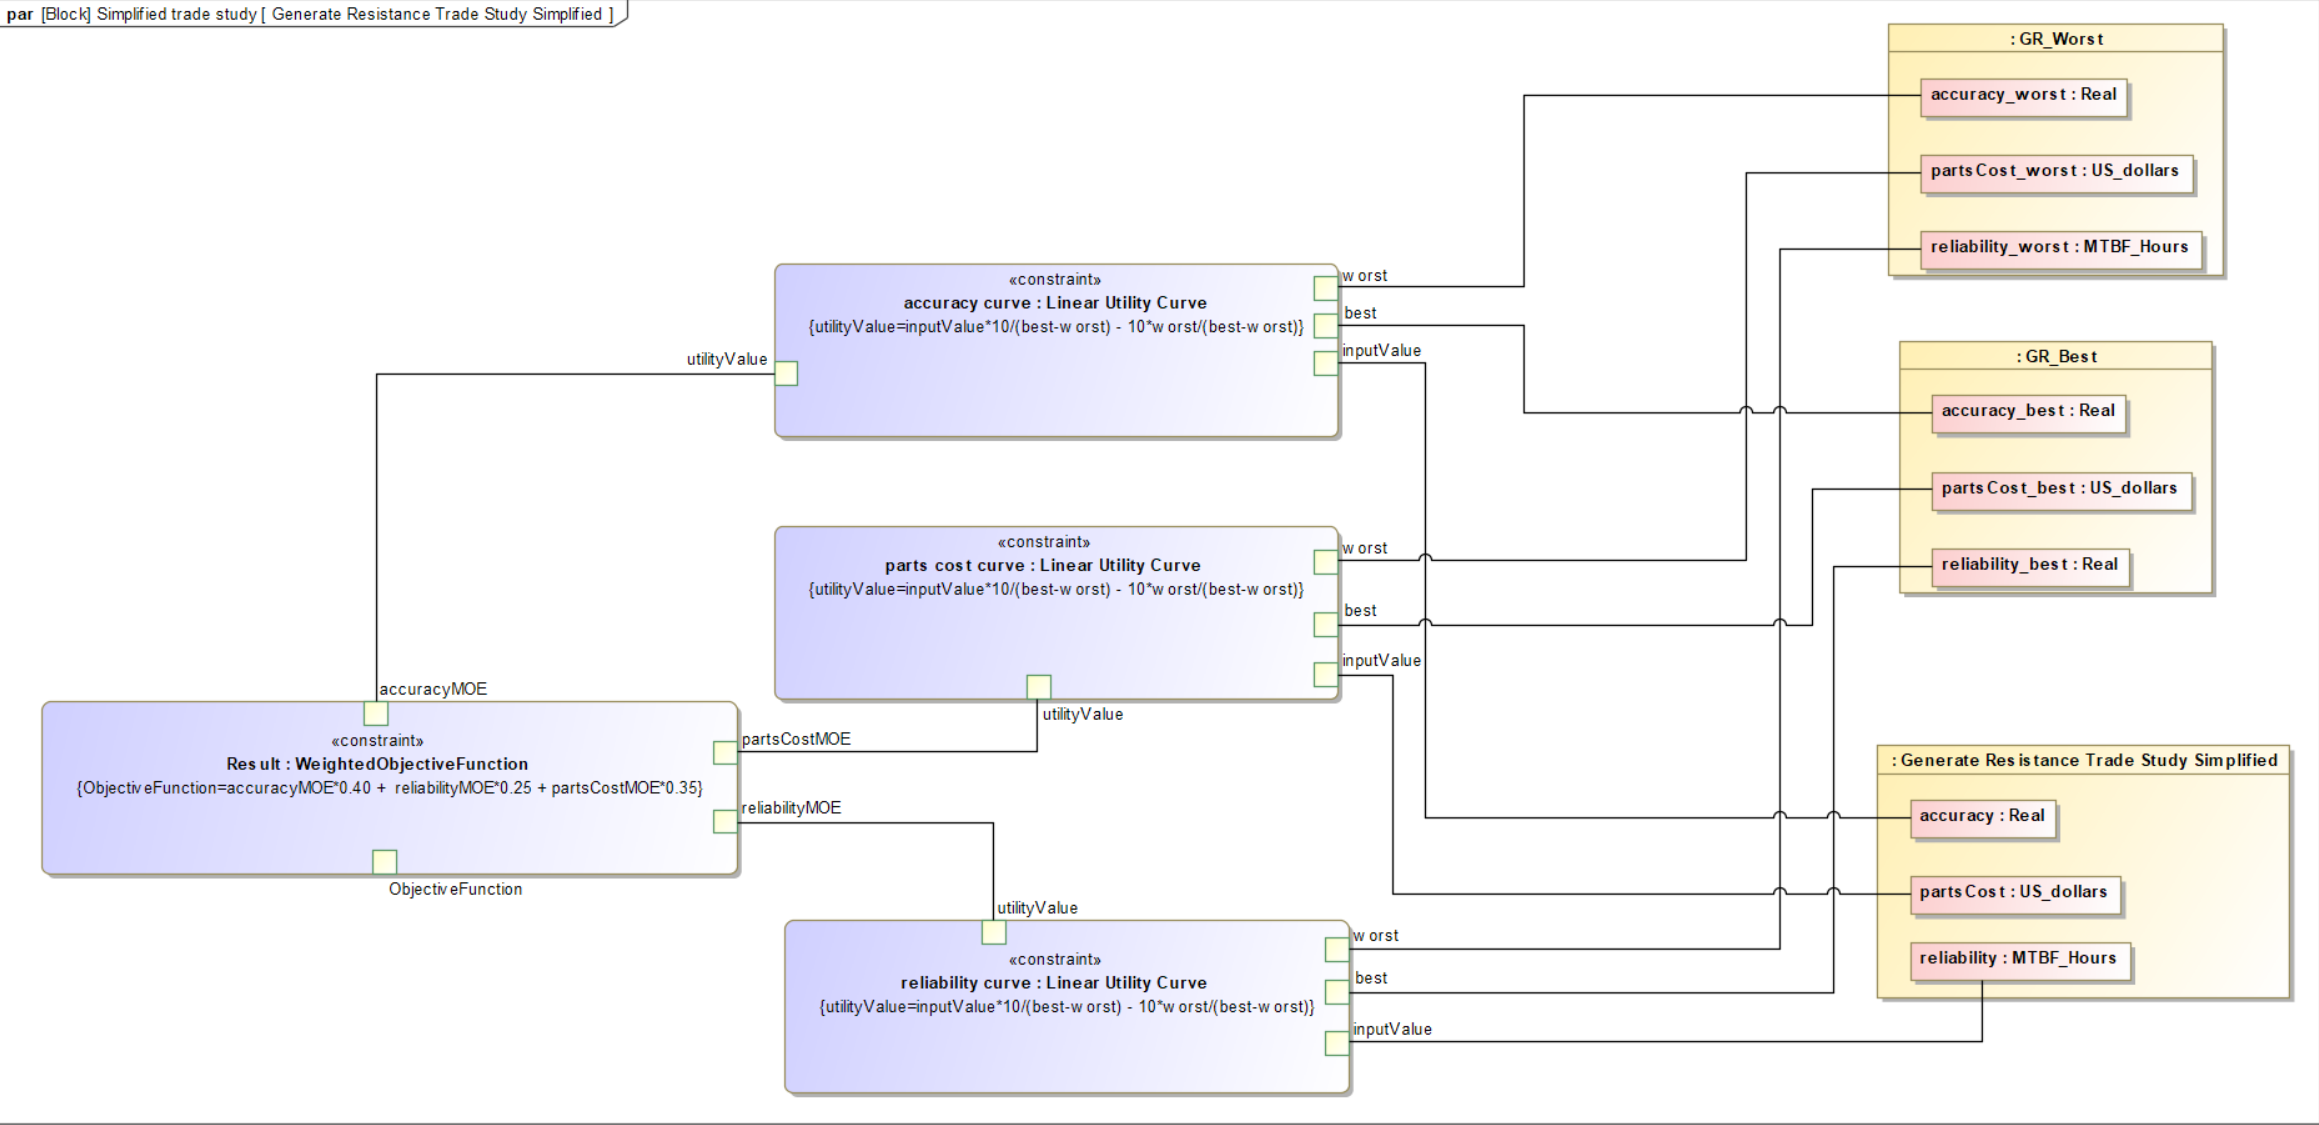 par [Block] Simplified trade study [ Generate Resistance Trade Study Simplified ]
: GR_Worst
accuracy_worst : Real
partsCost_worst : US_dollars
reliability_worst : MTBF_Hours
«constraint»
accuracy curve : Linear Utility Curve
{utilityValue=inputValue*10/(best-worst) - 10*worst/(best-worst)}
worst
best
inputValue
utilityValue
: GR_Best
accuracy_best : Real
partsCost_best : US_dollars
reliability_best : Real
«constraint»
parts cost curve : Linear Utility Curve
{utilityValue=inputValue*10/(best-worst) - 10*worst/(best-worst)}
worst
best
inputValue
utilityValue
accuracyMOE
«constraint»
Result : WeightedObjectiveFunction
{ObjectiveFunction=accuracyMOE*0.40 + reliabilityMOE*0.25 + partsCostMOE*0.35}
partsCostMOE
reliabilityMOE
ObjectiveFunction
: Generate Resistance Trade Study Simplified
accuracy : Real
partsCost : US_dollars
reliability : MTBF_Hours
utilityValue
«constraint»
reliability curve : Linear Utility Curve
{utilityValue=inputValue*10/(best-worst) - 10*worst/(best-worst)}
worst
best
inputValue